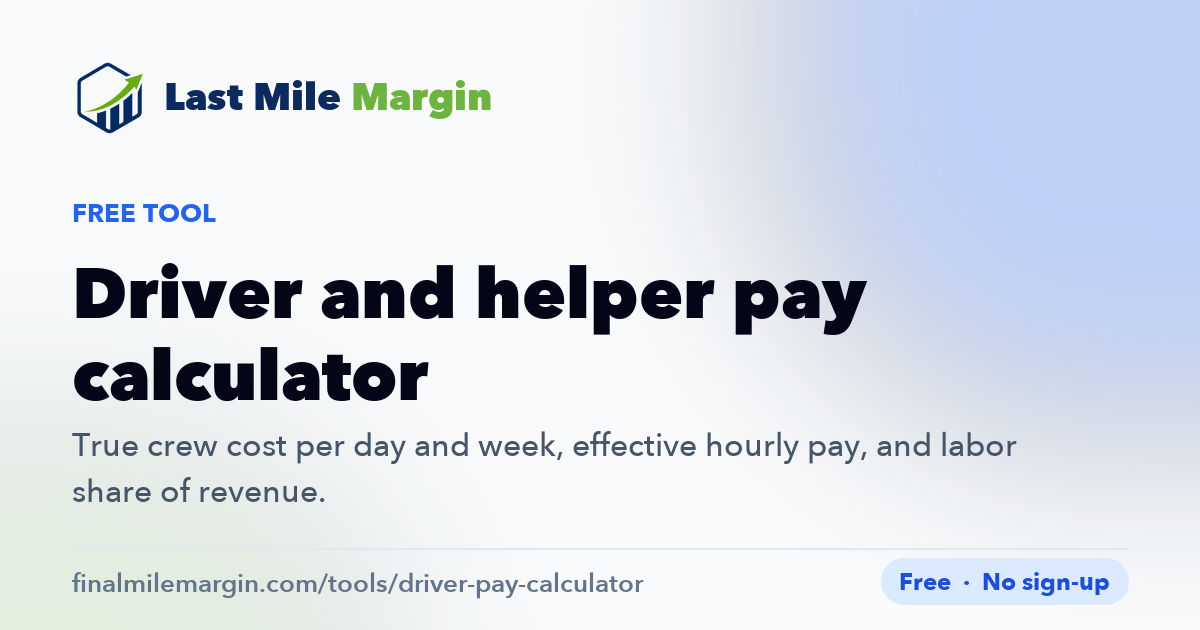 Last Mile Margin
FREE TOOL
Driver and helper pay
calculator
True crew cost per day and week, effective hourly pay, and labor
share of revenue.
finalmilemargin.com/tools/driver-pay-calculator
Free · No sign-up